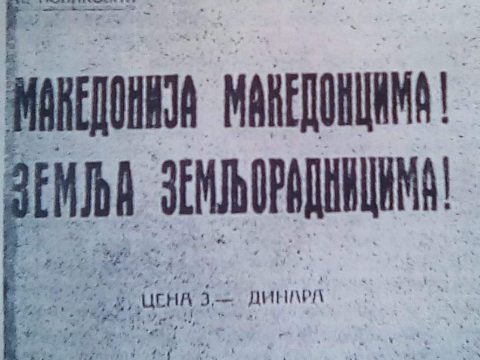 МАКЕДОНИЈА МАКЕДОНЦИМА!
ЗЕМЉА ЗЕМЉОРАДНИЦИМА!
ЦЕНА 3.— ДИНАРА